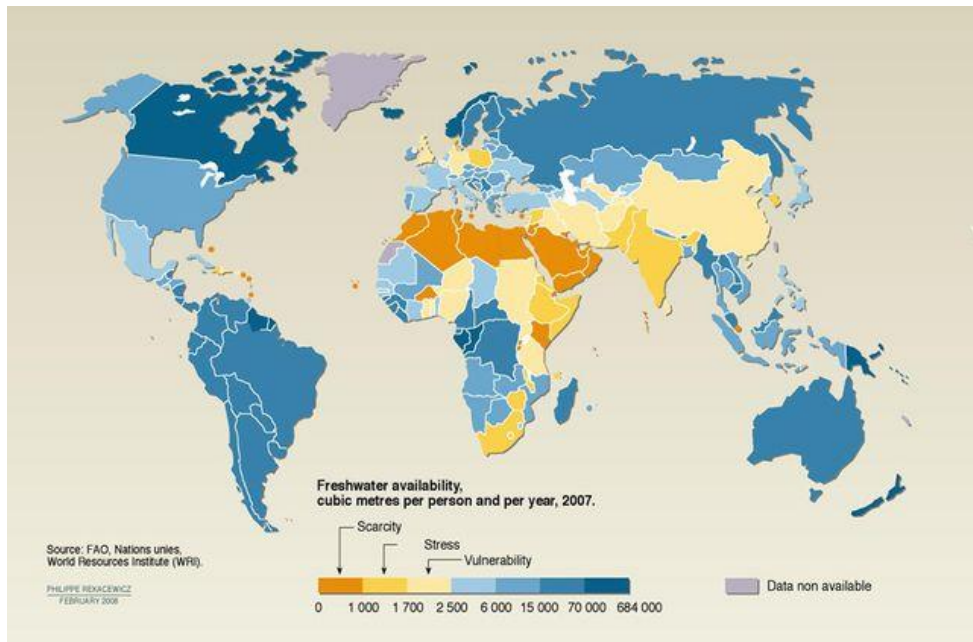 Freshwater availability,
cubic metres per person and per year, 2007.
Scarcity
Stress
Vulnerability
0 1 000 1 700 2 500 6 000 15 000 70 000 684 000
Data non available
Source: FAO, Nations unies,
World Resources Institute (WRI).
PHILIPPE REKACEWICZ
FEBRUARY 2008